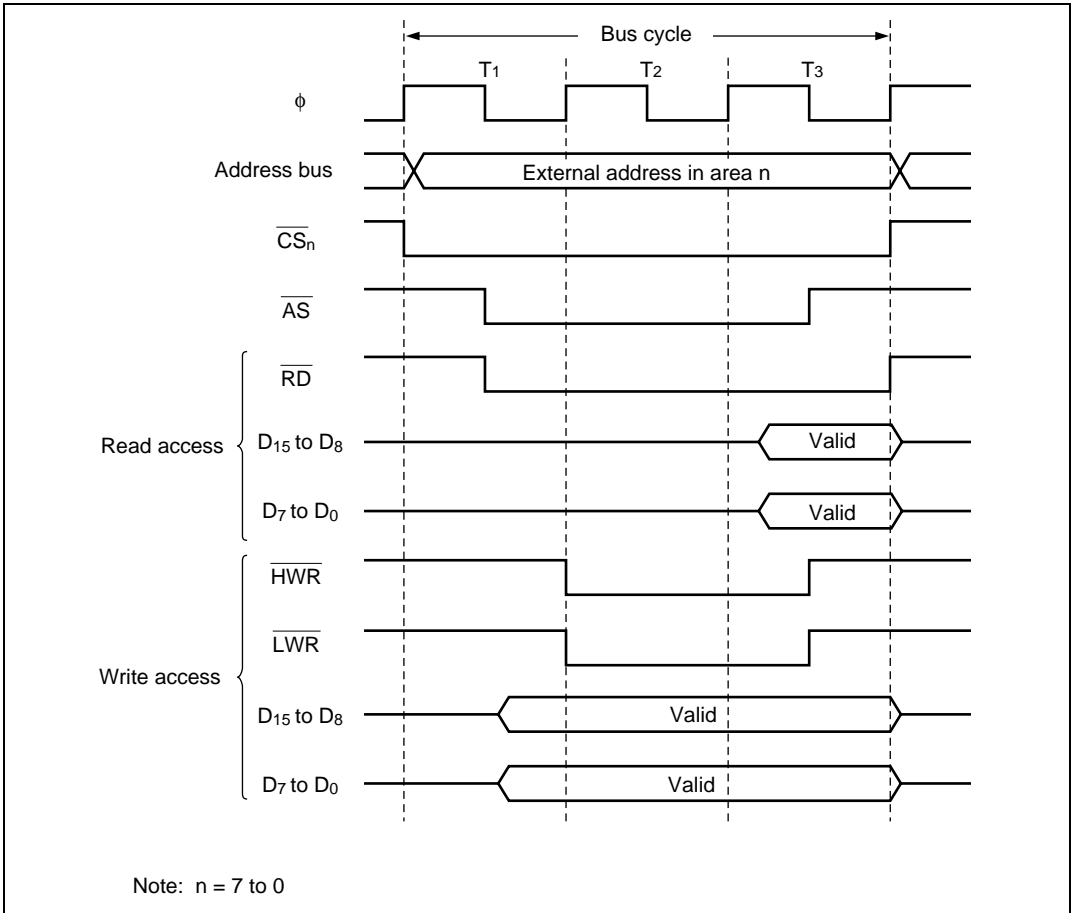 Bus cycle
T1 T2 T3
ϕ
Address bus External address in area n
CSn
AS
RD
Read access D15 to D8 Valid
D7 to D0 Valid
HWR
LWR
Write access
D15 to D8 Valid
D7 to D0 Valid
Note: n = 7 to 0